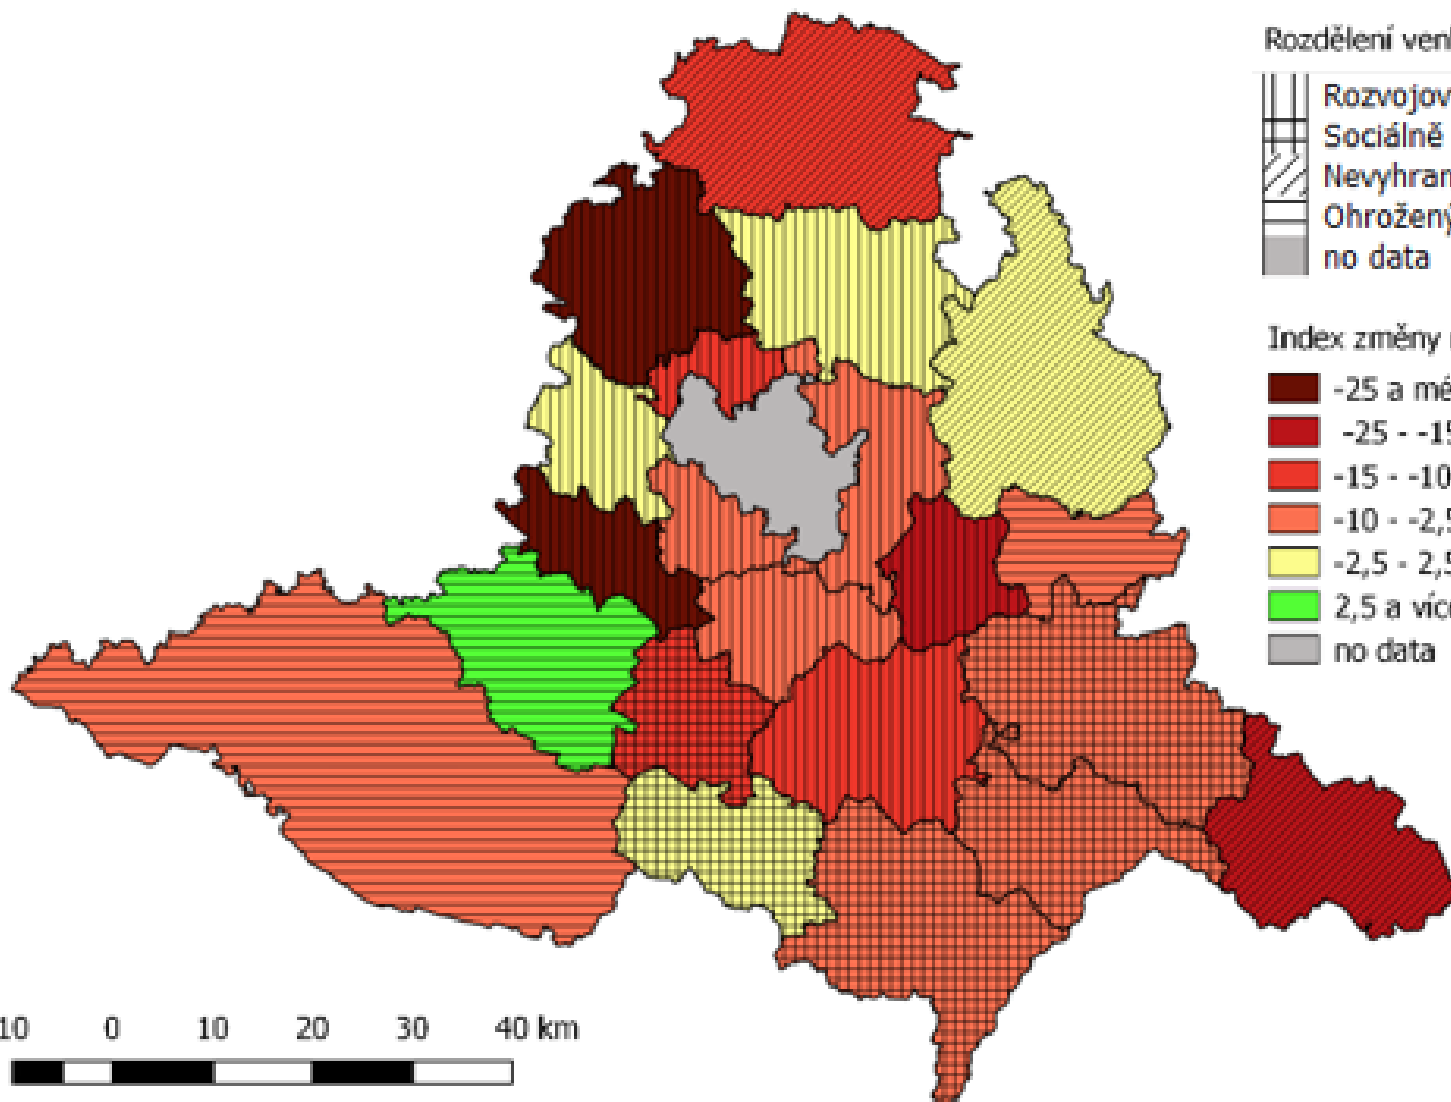 Rozdělení venk
Rozvojov
Sociálně
Nevyhran
Ohrožený
no data
Index změny
-25 a mé
-25 - -15
-15 - -10
-10 - -2,5
-2,5 - 2,5
2,5 a více
no data
10 0 10 20 30 40 km